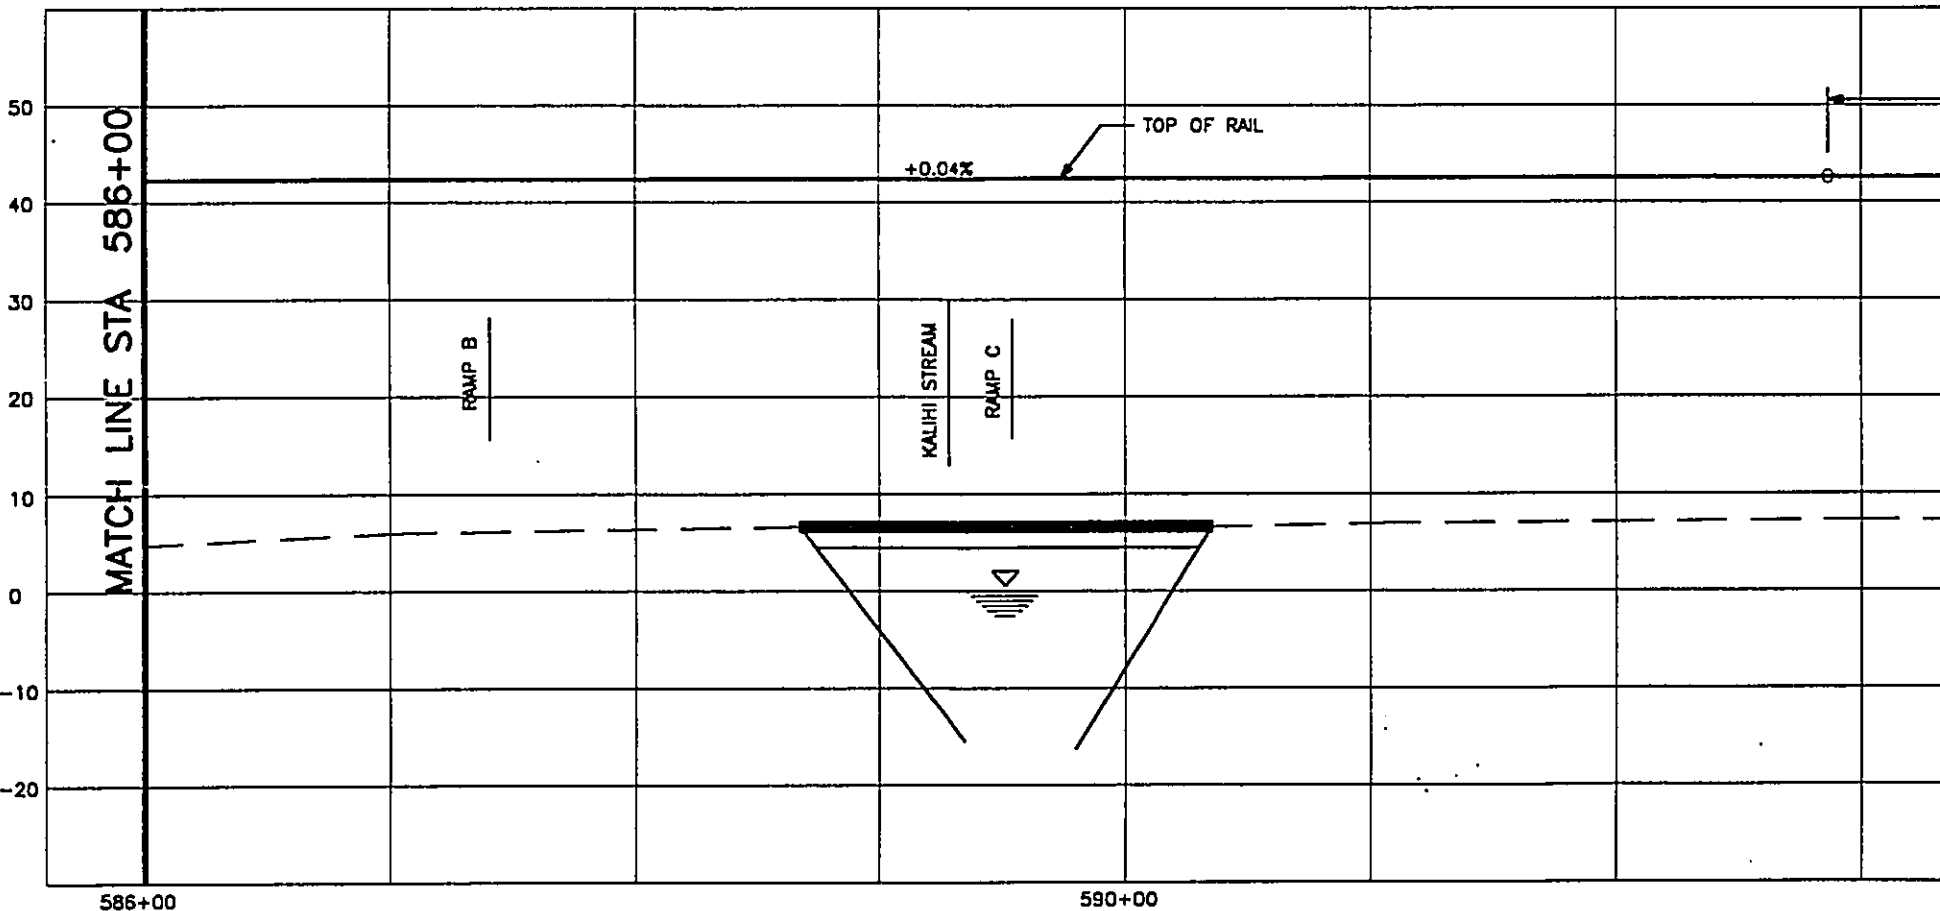 50
TOP OF RAIL
+0.04%
40
MATCH LINE STA 586+00
30
RAMP B
KALIHI STREAM
RAMP C
20
10
0
-10
-20
586+00
590+00